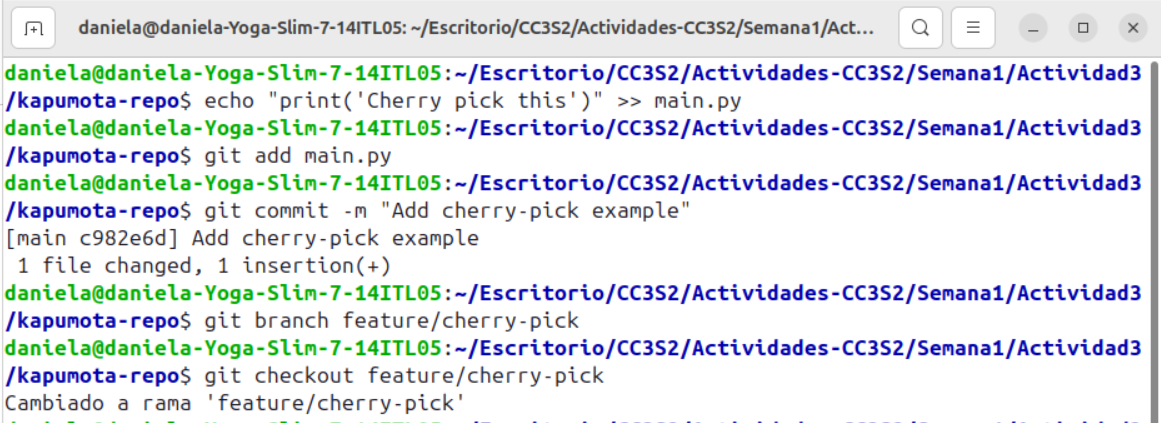 daniela@daniela-Yoga-Slim-7-14ITL05: ~/Escritorio/CC3S2/Actividades-CC3S2/Semana1/Act...
daniela@daniela-Yoga-Slim-7-14ITL05:~/Escritorio/CC3S2/Actividades-CC3S2/Semana1/Actividad3
/kapumota-repo$ echo "print('Cherry pick this')" >> main.py
daniela@daniela-Yoga-Slim-7-14ITL05:~/Escritorio/CC3S2/Actividades-CC3S2/Semana1/Actividad3
/kapumota-repo$ git add main.py
daniela@daniela-Yoga-Slim-7-14ITL05:~/Escritorio/CC3S2/Actividades-CC3S2/Semana1/Actividad3
/kapumota-repo$ git commit -m "Add cherry-pick example"
[main c982e6d] Add cherry-pick example
 1 file changed, 1 insertion(+)
daniela@daniela-Yoga-Slim-7-14ITL05:~/Escritorio/CC3S2/Actividades-CC3S2/Semana1/Actividad3
/kapumota-repo$ git branch feature/cherry-pick
daniela@daniela-Yoga-Slim-7-14ITL05:~/Escritorio/CC3S2/Actividades-CC3S2/Semana1/Actividad3
/kapumota-repo$ git checkout feature/cherry-pick
Cambiado a rama 'feature/cherry-pick'